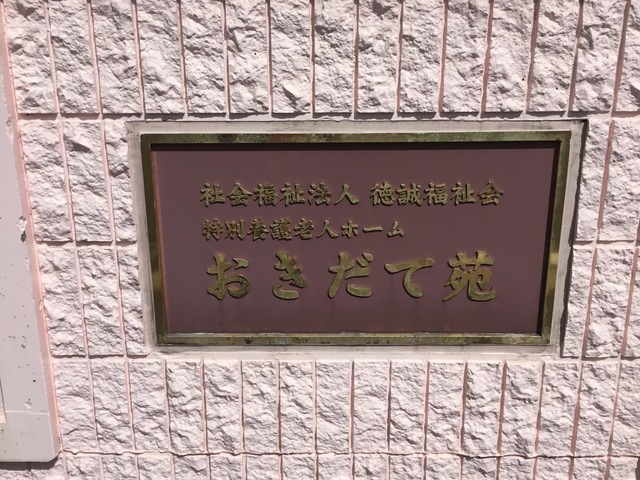 社会福祉法人 徳誠福祉会
特別養護老人ホーム
おきだて苑